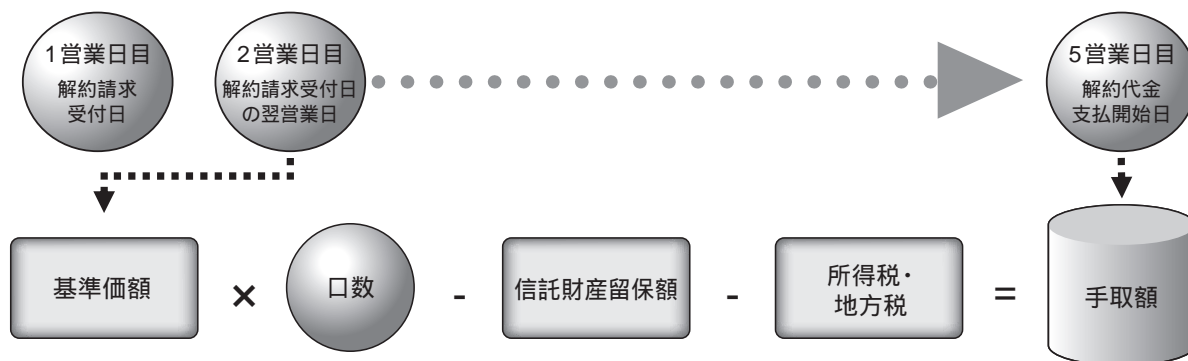 1営業日目
解約請求
受付日
2営業日目
解約請求受付日
の翌営業日
5営業日目
解約代金
支払開始日
基準価額
×
口数
-
信託財産留保額
-
所得税・
地方税
=
手取額